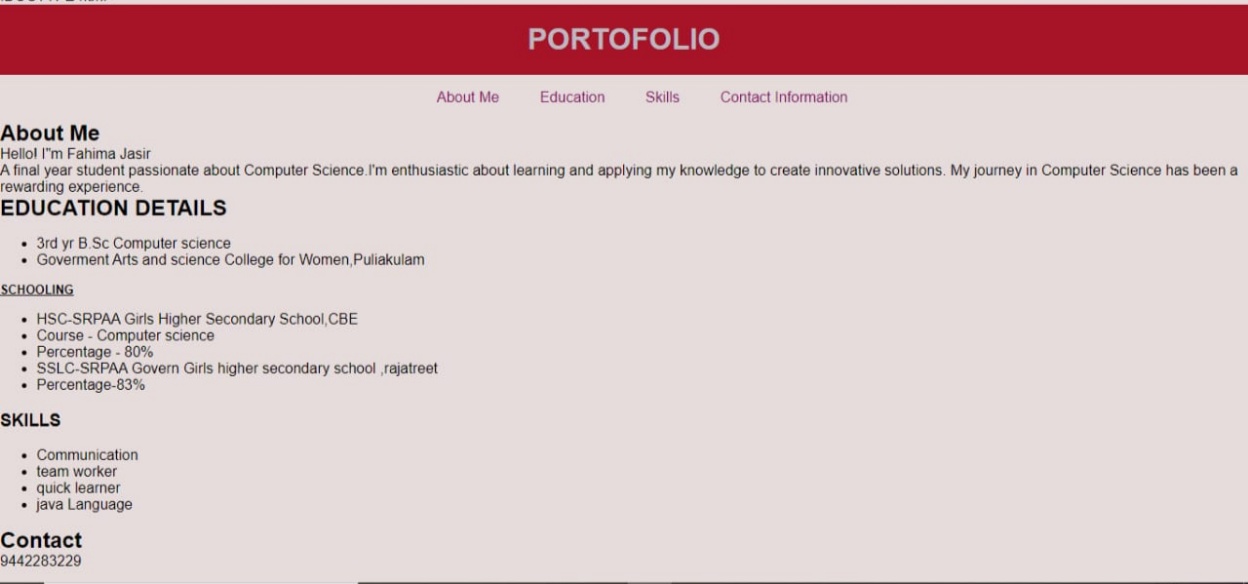 PORTOFOLIO
About Me Education Skills Contact Information
About Me
Hello! I"m Fahima Jasir
A final year student passionate about Computer Science.I'm enthusiastic about learning and applying my knowledge to create innovative solutions. My journey in Computer Science has been a
rewarding experience.
EDUCATION DETAILS
3rd yr B.Sc Computer science
Goverment Arts and science College for Women,Puliakulam
SCHOOLING
HSC-SRPAA Girls Higher Secondary School,CBE
Course - Computer science
Percentage - 80%
SSLC-SRPAA Govern Girls higher secondary school ,rajatreet
Percentage-83%
SKILLS
Communication
team worker
quick learner
java Language
Contact
9442283229